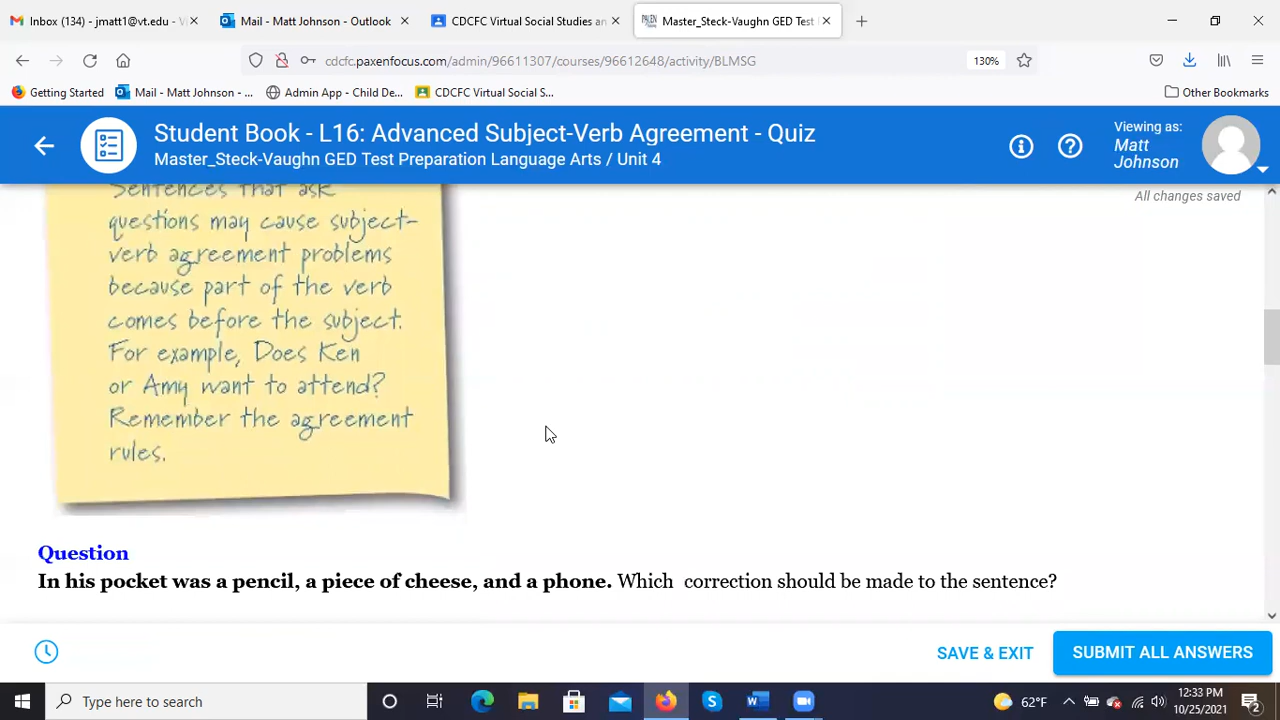 Inbox (134) - jmatt1@vt.edu - V
Mail - Matt Johnson - Outlook
CDCFC Virtual Social Studies an
Master_Steck-Vaughn GED Test
cdcfc.paxenfocus.com/admin/96611307/courses/96612648/activity/BLMSG
130%
Getting Started
Mail - Matt Johnson - ...
Admin App - Child De...
CDCFC Virtual Social S...
Other Bookmarks
Student Book - L16: Advanced Subject-Verb Agreement - Quiz
Master_Steck-Vaughn GED Test Preparation Language Arts / Unit 4
Viewing as:
Matt
Johnson
All changes saved
Sentences that ask
questions may cause subject-
verb agreement problems
because part of the verb
comes before the subject.
For example, Does Ken
or Amy want to attend?
Remember the agreement
rules.
Question
In his pocket was a pencil, a piece of cheese, and a phone. Which correction should be made to the sentence?
SAVE & EXIT
SUBMIT ALL ANSWERS
Type here to search
62°F
12:33 PM
10/25/2021
2